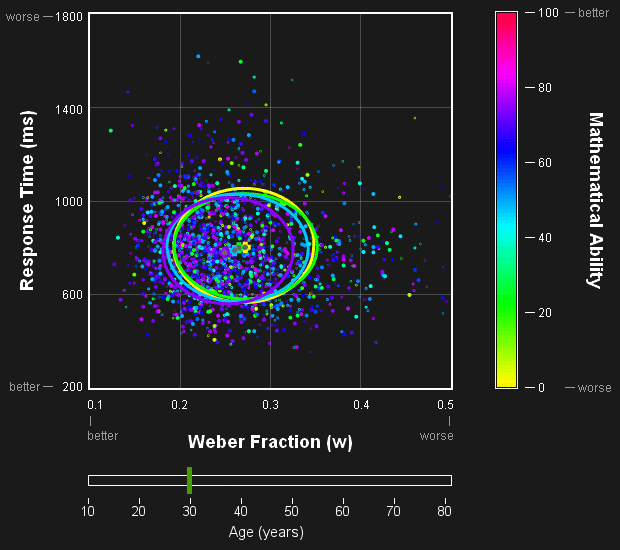 worse
1800
1400
1000
600
200
better
Response Time (ms)
0.1
0.2
0.3
0.4
0.5
better
worse
Weber Fraction (w)
10
20
30
40
50
60
70
80
Age (years)
100
80
60
40
20
0
better
worse
Mathematical Ability